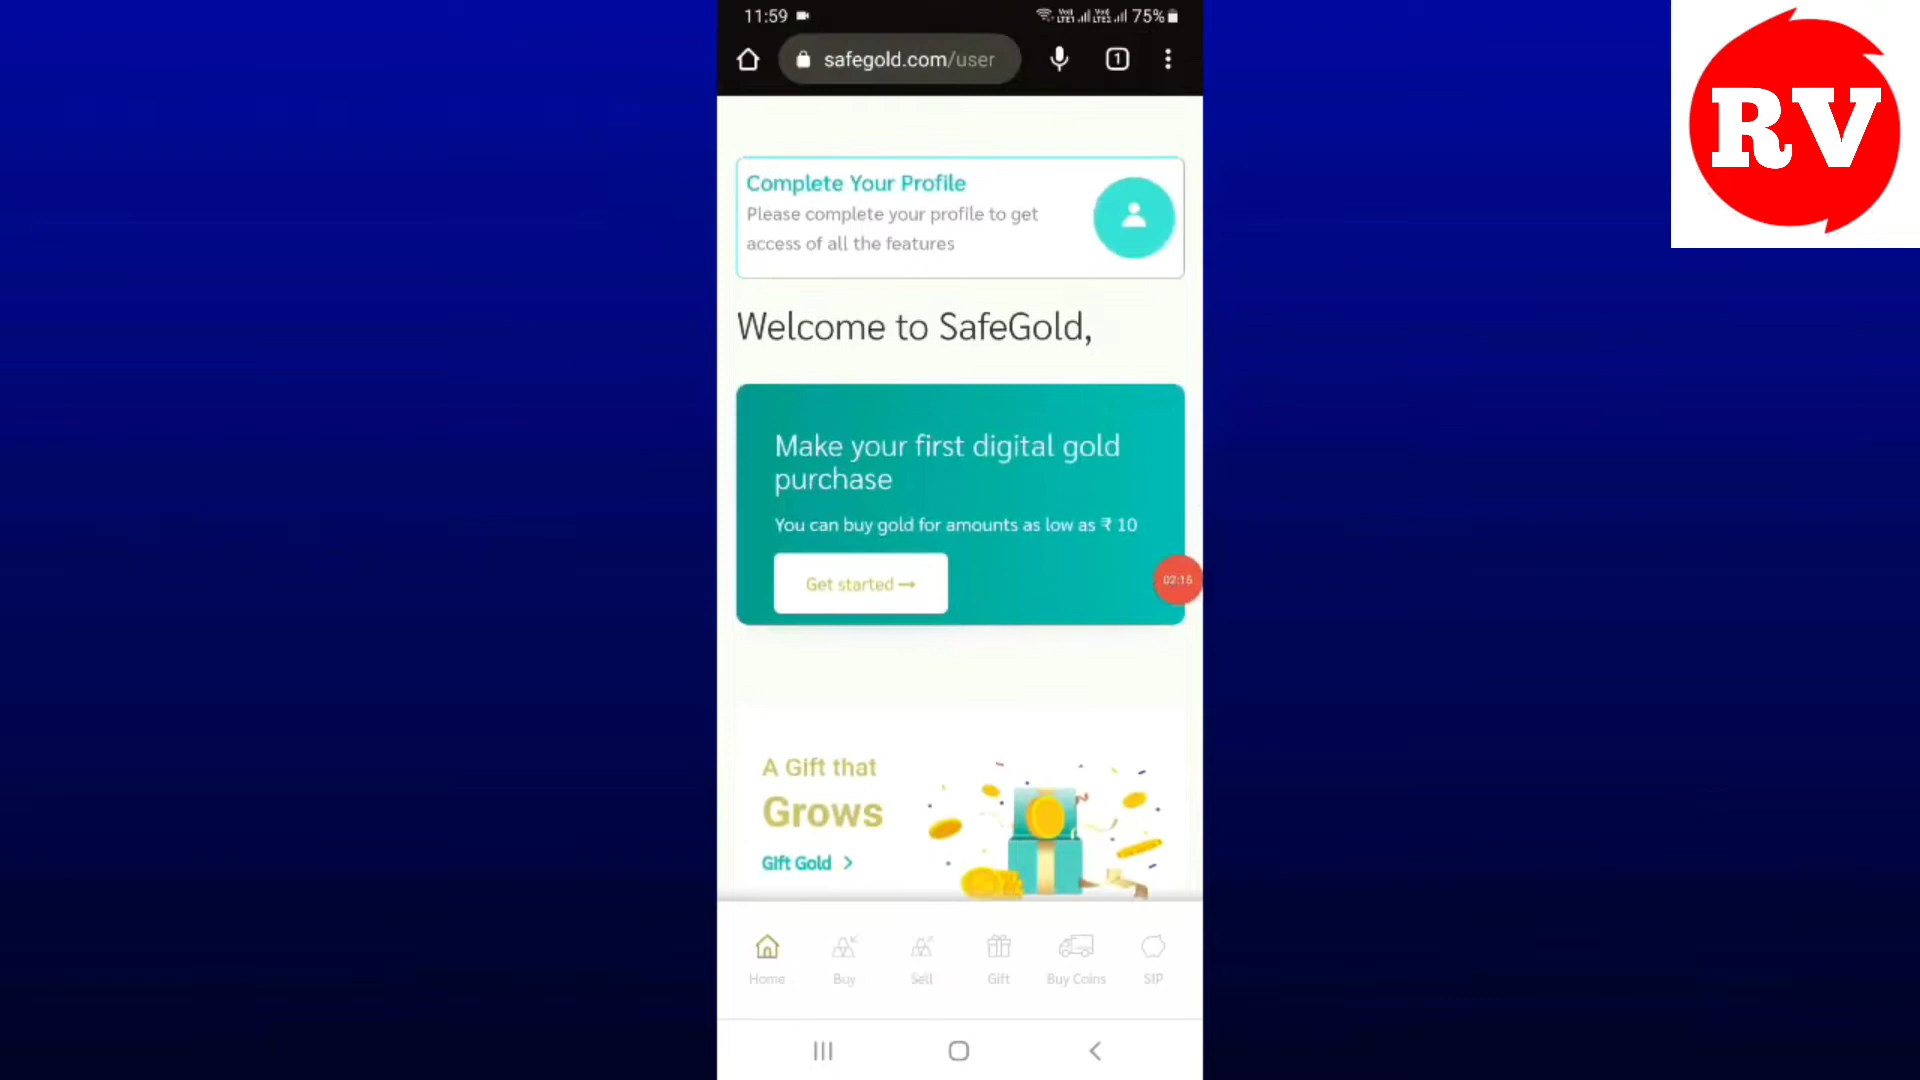 11:59
75%
safegold.com/user
1
RV
Complete Your Profile
Please complete your profile to get
access of all the features
Welcome to SafeGold,
Make your first digital gold
purchase
You can buy gold for amounts as low as ₹ 10
Get started →
02:16
A Gift that
Grows
Gift Gold >
Home
Buy
Sell
Gift
Buy Coins
SIP